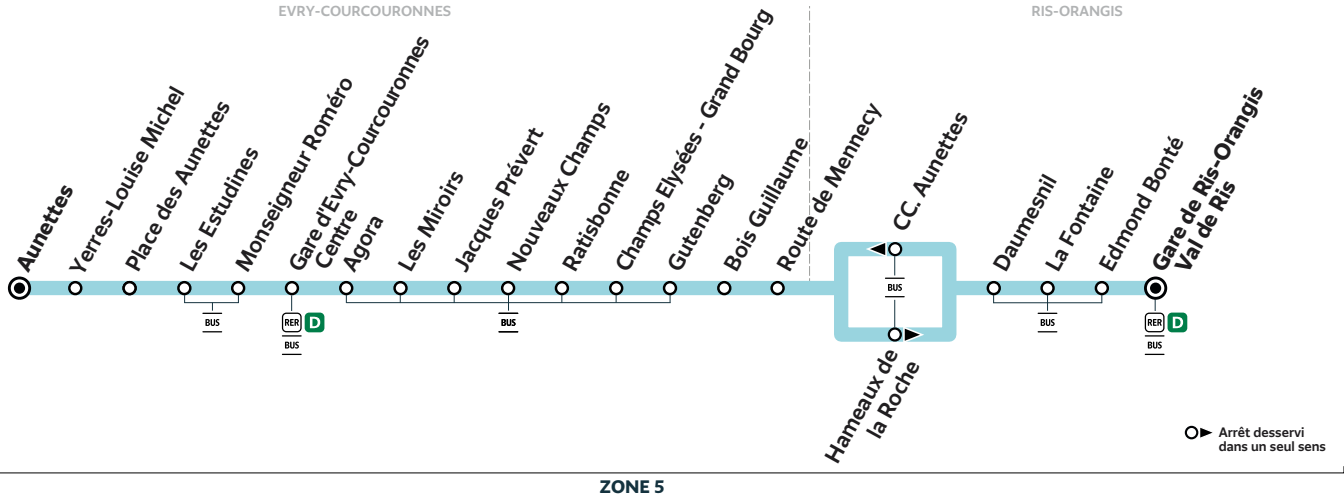 EVRY-COURCOURONNES
RIS-ORANGIS
Aunettes
Yerres-Louise Michel
Place des Aunettes
Les Estudines
Monseigneur Roméro
Gare d'Evry-Courcouronnes
Centre
Agora
Les Miroirs
Jacques Prévert
Nouveaux Champs
Ratisbonne
Champs Elysées - Grand Bourg
Gutenberg
Bois Guillaume
Route de Mennecy
CC. Aunettes
Hameaux de
la Roche
Daumesnil
La Fontaine
Edmond Bonté
Gare de Ris-Orangis
Val de Ris
BUS
RER D
BUS
BUS
BUS
BUS
RER D
BUS
Arrêt desservi
dans un seul sens
ZONE 5